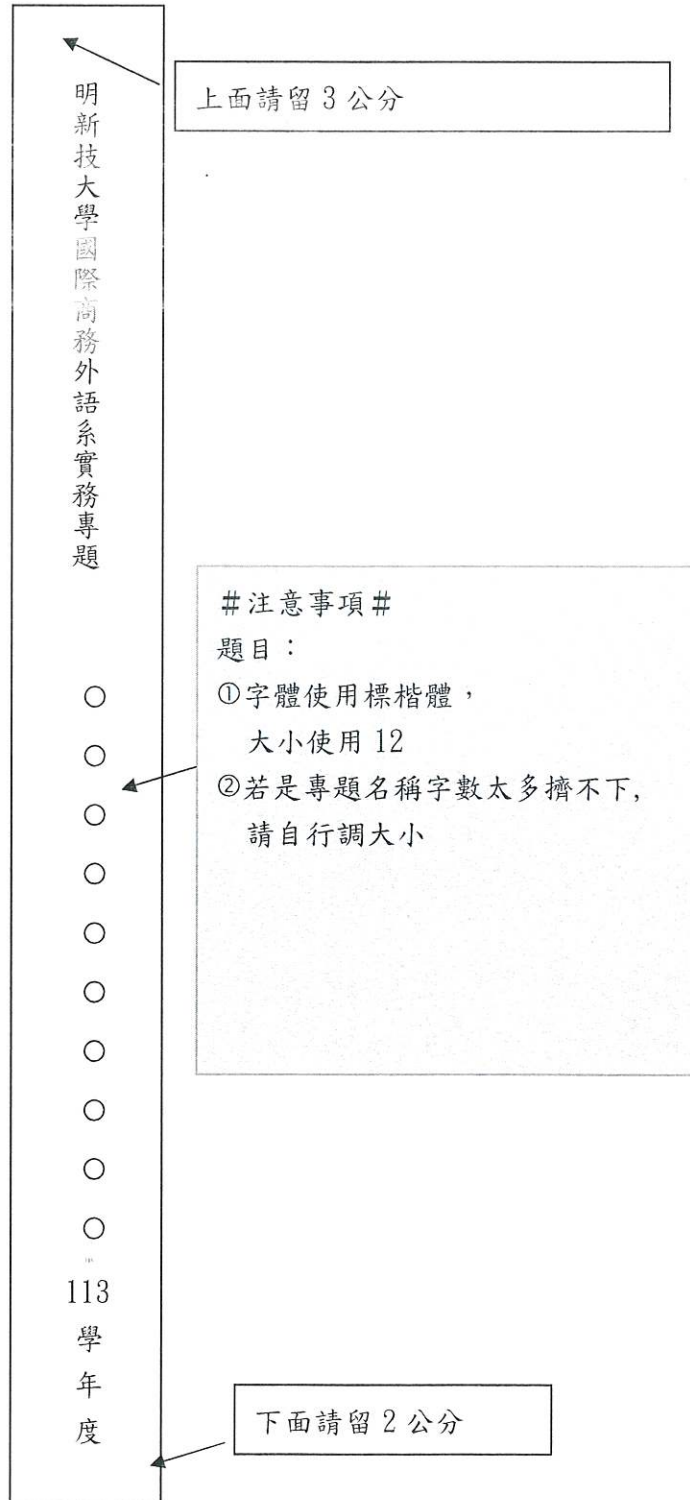 上面請留 3 公分
明新技大學國際商務外語系實務專題
○○○○○○○○○○
113
學年度
#注意事項#
題目：
①字體使用標楷體，
大小使用 12
②若是專題名稱字數太多擠不下,
請自行調大小
下面請留 2 公分